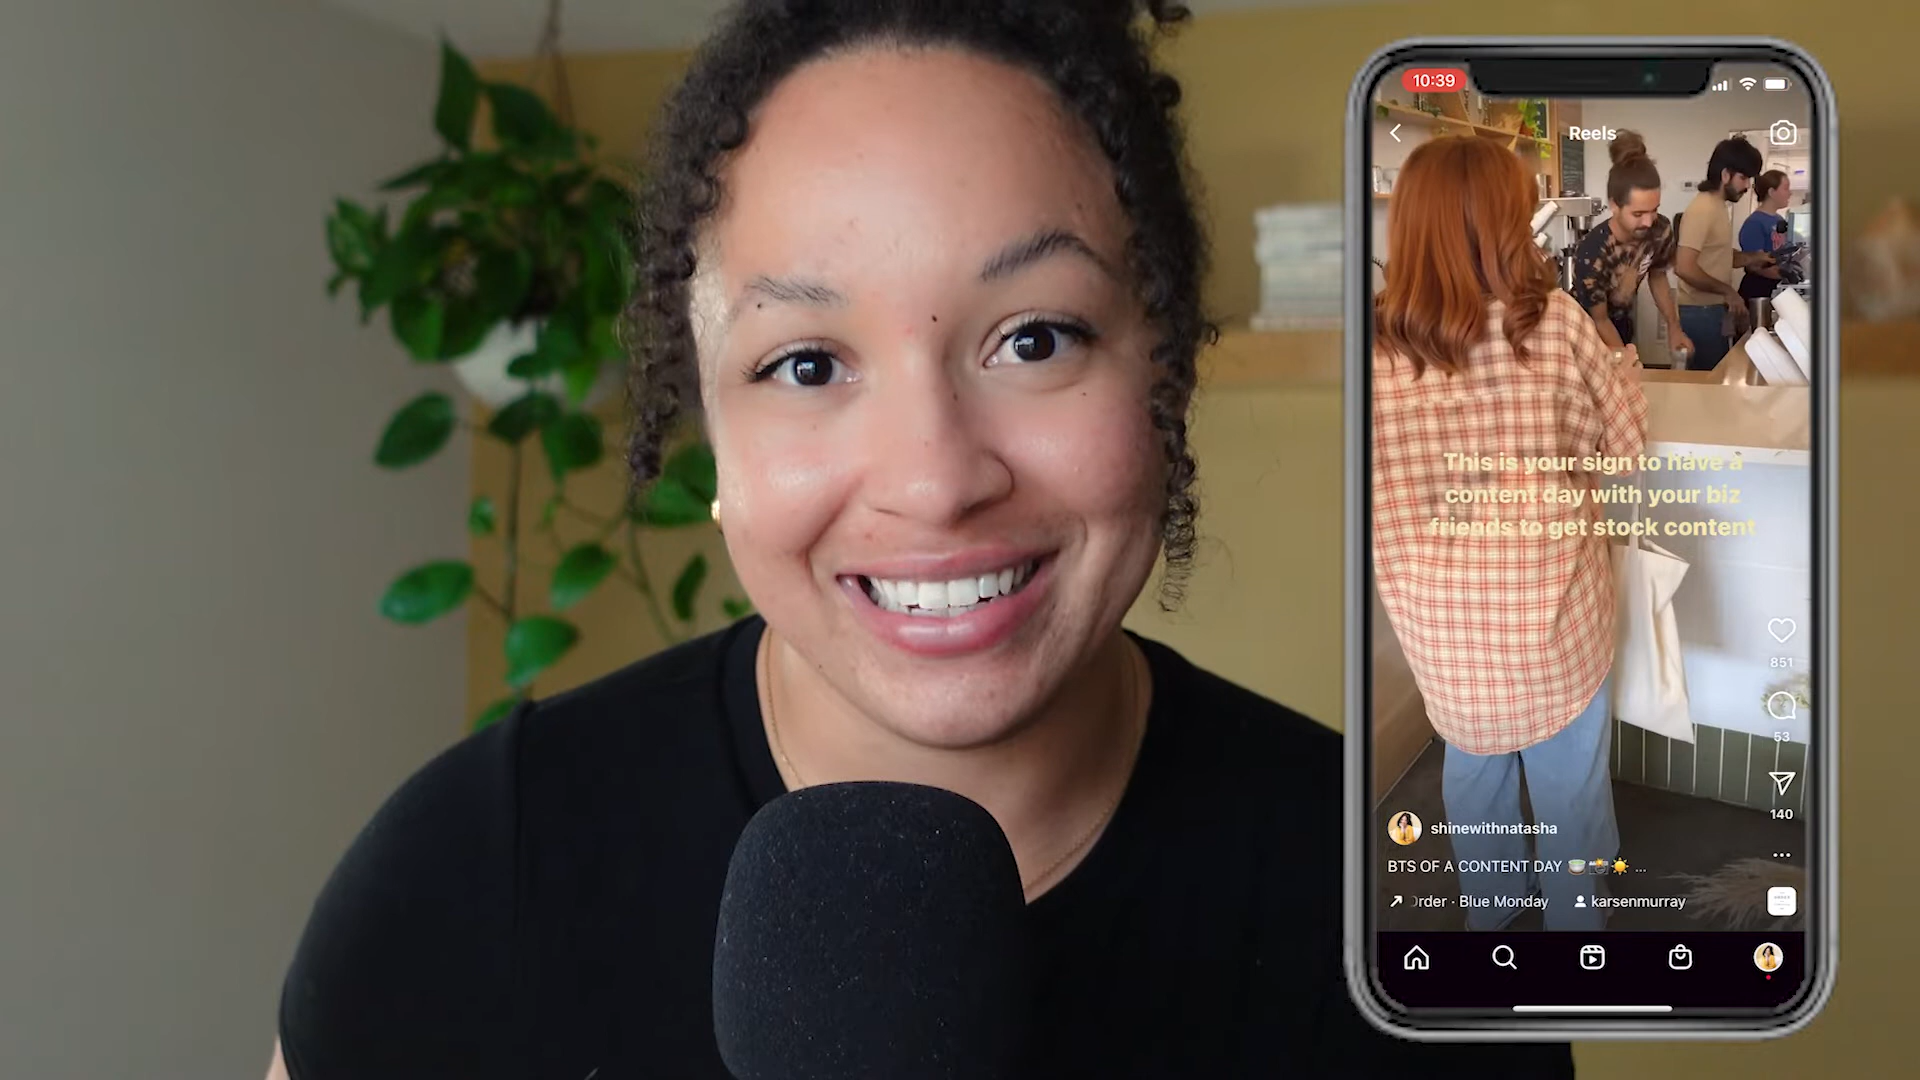 10:39
Reels
This is your sign to have a
content day with your biz
friends to get stock content
851
53
140
shinewithnatasha
BTS OF A CONTENT DAY 🍵📸☀️ ...
rder · Blue Monday
karsenmurray